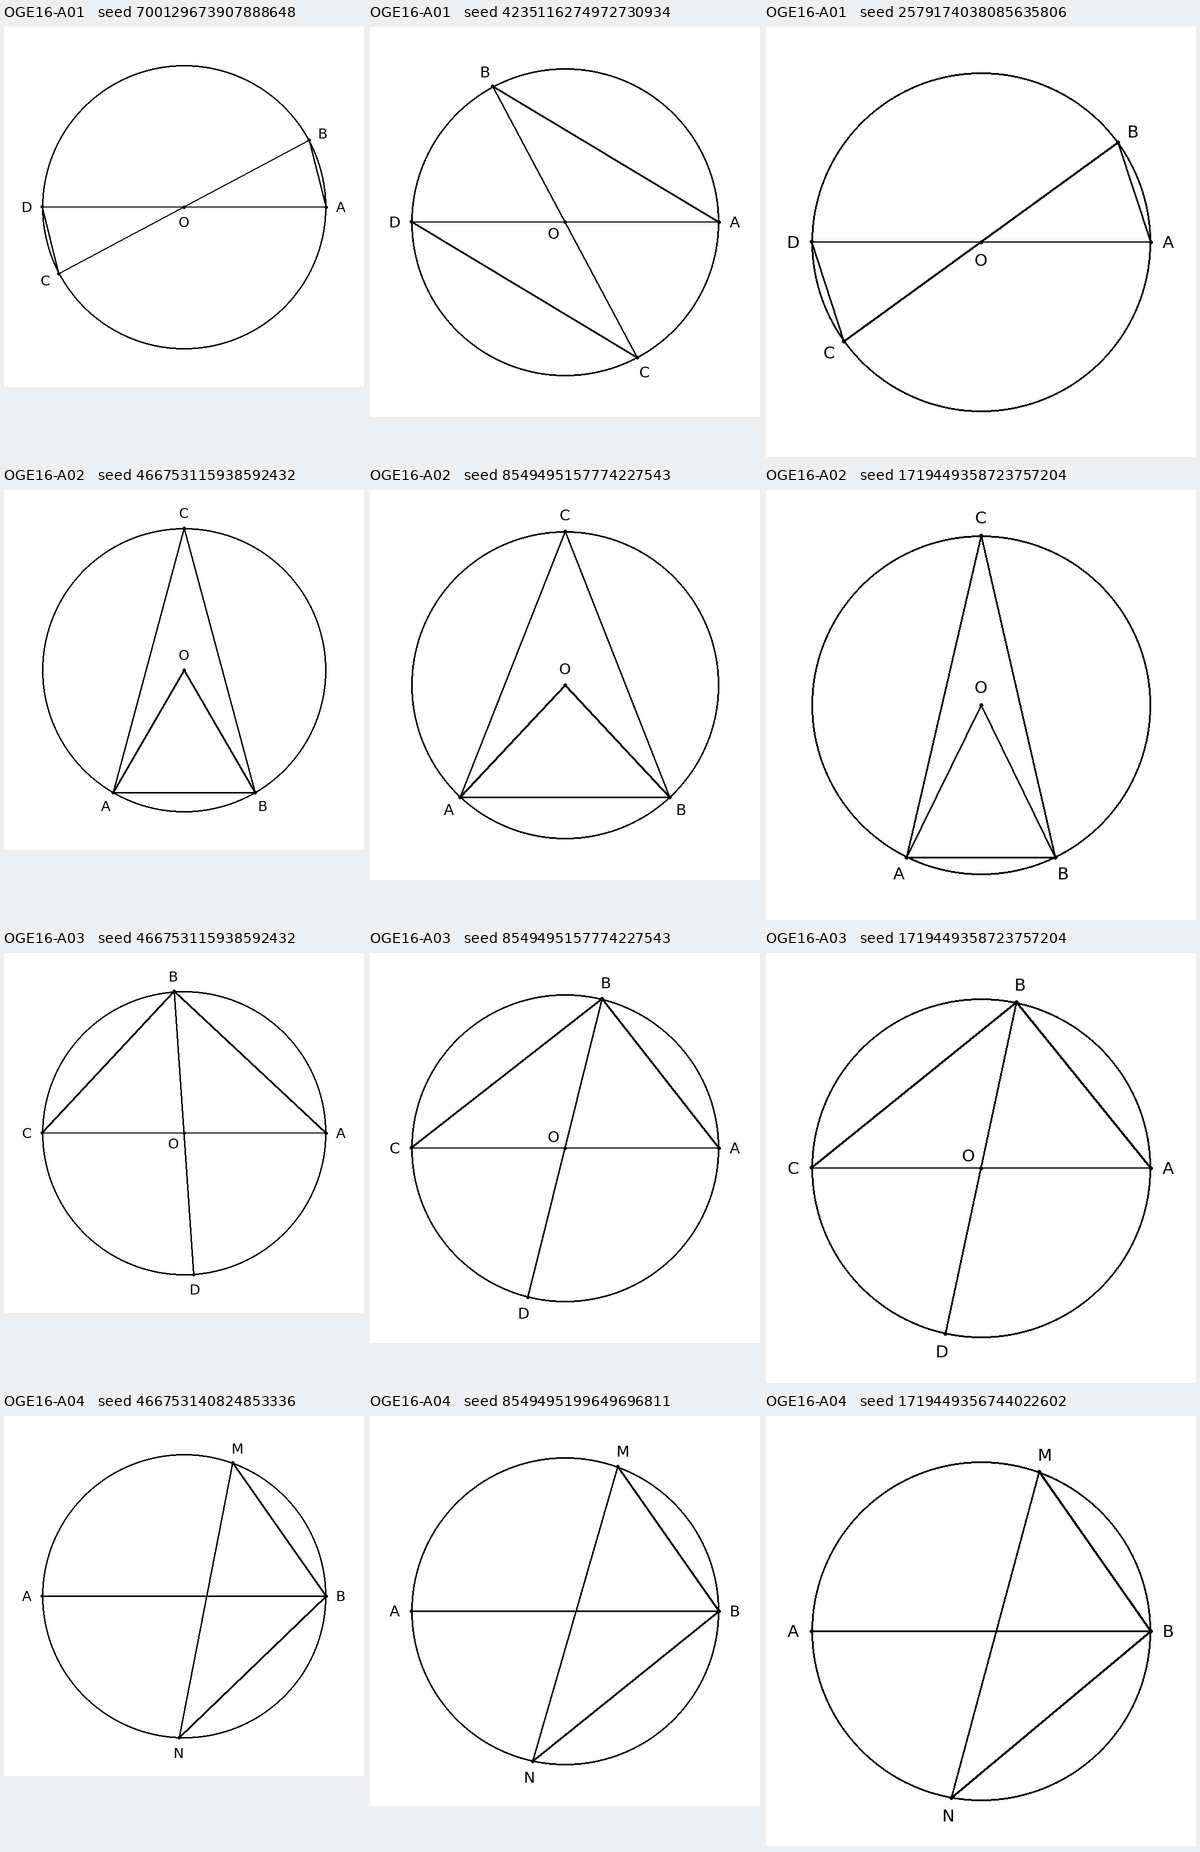 OGE16-A01 seed 700129673907888648
OGE16-A01 seed 4235116274972730934
OGE16-A01 seed 2579174038085635806
B
D
O
A
C
B
D
O
A
C
B
D
O
A
C
OGE16-A02 seed 466753115938592432
OGE16-A02 seed 8549495157774227543
OGE16-A02 seed 1719449358723757204
C
O
A
B
C
O
A
B
C
O
A
B
OGE16-A03 seed 466753115938592432
OGE16-A03 seed 8549495157774227543
OGE16-A03 seed 1719449358723757204
B
C
O
A
D
B
C
O
A
D
B
C
O
A
D
OGE16-A04 seed 466753140824853336
OGE16-A04 seed 8549495199649696811
OGE16-A04 seed 1719449356744022602
M
A
B
N
M
A
B
N
M
A
B
N